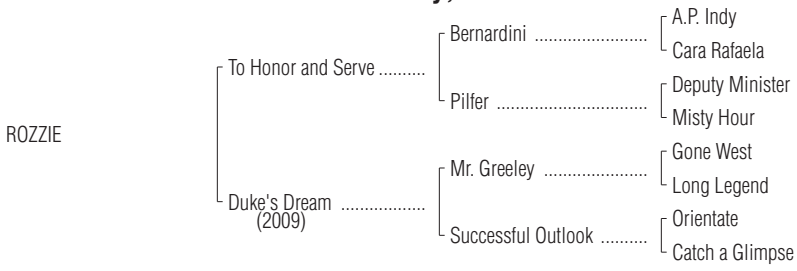 A.P. Indy
Bernardini ........................
Cara Rafaela
To Honor and Serve ..........
Deputy Minister
Pilfer ................................
Misty Hour
ROZZIE
Gone West
Mr. Greeley ......................
Long Legend
Duke's Dream ..................
(2009)
Orientate
Successful Outlook ..........
Catch a Glimpse